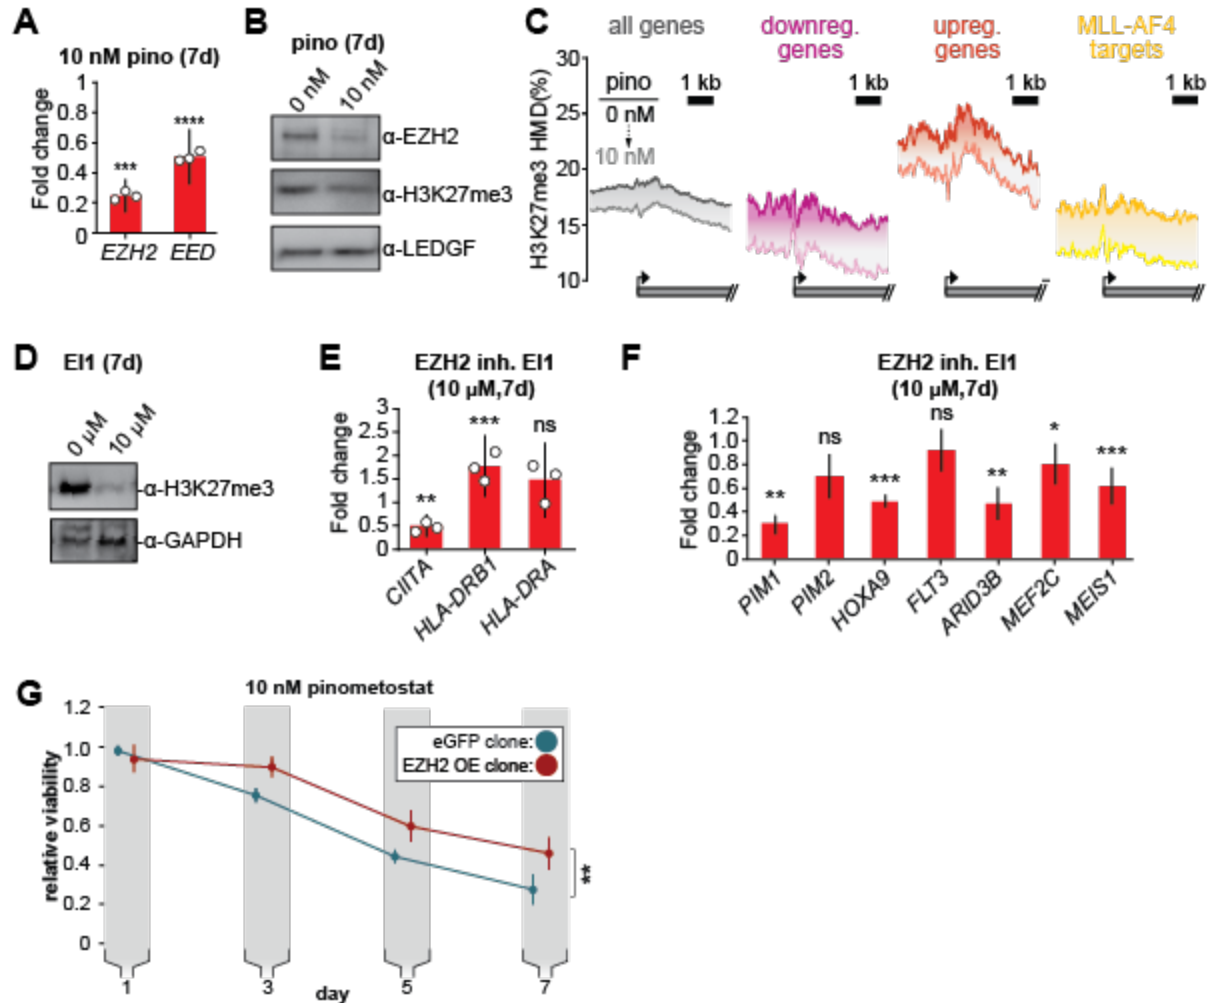 A
10 nM pino (7d)
Fold change
1
0.8
0.6
0.4
0.2
0
***
****
EZH2 EED
B
pino (7d)
0 nM 10 nM
α-EZH2
α-H3K27me3
α-LEDGF
C
all genes
downreg. genes
upreg. genes
MLL-AF4 targets
H3K27me3 HMD(%)
30
25
20
15
10
pino
0 nM
10 nM
1 kb 1 kb 1 kb 1 kb
D
EI1 (7d)
0 µM 10 µM
α-H3K27me3
α-GAPDH
E
EZH2 inh. EI1
(10 µM,7d)
Fold change
3
2.5
2
1.5
1
0.5
0
**
***
ns
CIITA HLA-DRB1 HLA-DRA
F
EZH2 inh. EI1
(10 µM,7d)
Fold change
1.2
1.0
0.8
0.6
0.4
0.2
0
** ns *** ns ** * ***
PIM1 PIM2 HOXA9 FLT3 ARID3B MEF2C MEIS1
G
10 nM pinometostat
relative viability
1.2
1.0
0.8
0.6
0.4
0.2
0
eGFP clone:
EZH2 OE clone:
**
1 3 5 7
day